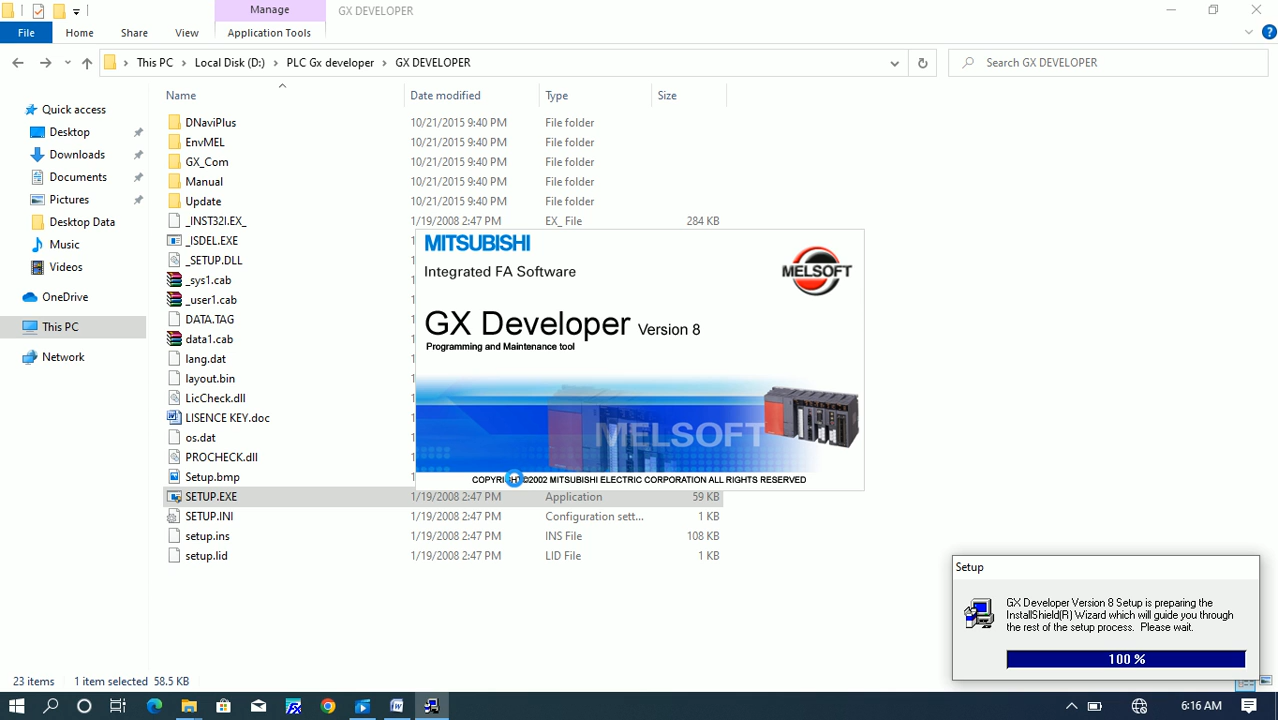 Manage
GX DEVELOPER
File
Home
Share
View
Application Tools
This PC
Local Disk (D:)
PLC Gx developer
GX DEVELOPER
Search GX DEVELOPER
Name
Date modified
Type
Size
Quick access
Desktop
Downloads
Documents
Pictures
Desktop Data
Music
Videos
OneDrive
This PC
Network
DNaviPlus 10/21/2015 9:40 PM File folder
EnvMEL 10/21/2015 9:40 PM File folder
GX_Com 10/21/2015 9:40 PM File folder
Manual 10/21/2015 9:40 PM File folder
Update 10/21/2015 9:40 PM File folder
_INST32I.EX_ 1/19/2008 2:47 PM EX_ File 284 KB
_ISDEL.EXE
_SETUP.DLL
_sys1.cab
_user1.cab
DATA.TAG
data1.cab
lang.dat
layout.bin
LicCheck.dll
LISENCE KEY.doc
os.dat
PROCHECK.dll
Setup.bmp
SETUP.EXE 1/19/2008 2:47 PM Application 59 KB
SETUP.INI 1/19/2008 2:47 PM Configuration sett... 1 KB
setup.ins 1/19/2008 2:47 PM INS File 108 KB
setup.lid 1/19/2008 2:47 PM LID File 1 KB
MITSUBISHI
Integrated FA Software
MELSOFT
GX Developer Version 8
Programming and Maintenance tool
MELSOFT
COPYRIGHT ©2002 MITSUBISHI ELECTRIC CORPORATION ALL RIGHTS RESERVED
Setup
GX Developer Version 8 Setup is preparing the
InstallShield(R) Wizard which will guide you through
the rest of the setup process. Please wait.
100 %
23 items
1 item selected 58.5 KB
6:16 AM